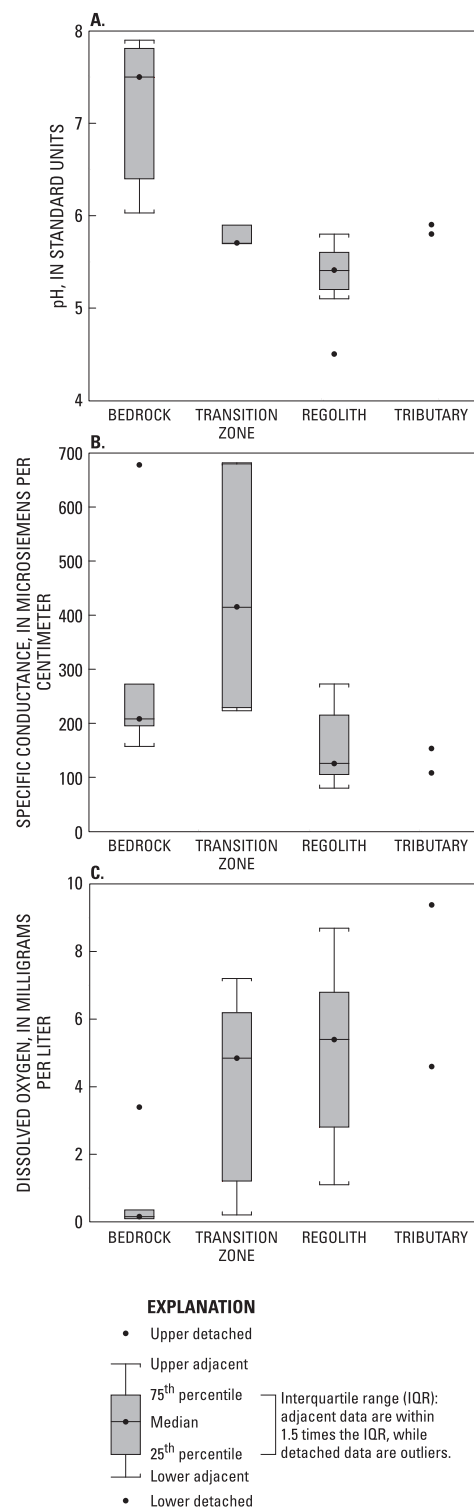 A.
pH, IN STANDARD UNITS
8
7
6
5
4
BEDROCK
TRANSITION
ZONE
REGOLITH
TRIBUTARY
B.
SPECIFIC CONDUCTANCE, IN MICROSIEMENS PER
CENTIMETER
700
600
500
400
300
200
100
0
BEDROCK
TRANSITION
ZONE
REGOLITH
TRIBUTARY
C.
DISSOLVED OXYGEN, IN MILLIGRAMS
PER LITER
10
8
6
4
2
0
BEDROCK
TRANSITION
ZONE
REGOLITH
TRIBUTARY
EXPLANATION
Upper detached
Upper adjacent
75th percentile
Median
25th percentile
Lower adjacent
Lower detached
Interquartile range (IQR):
adjacent data are within
1.5 times the IQR, while
detached data are outliers.